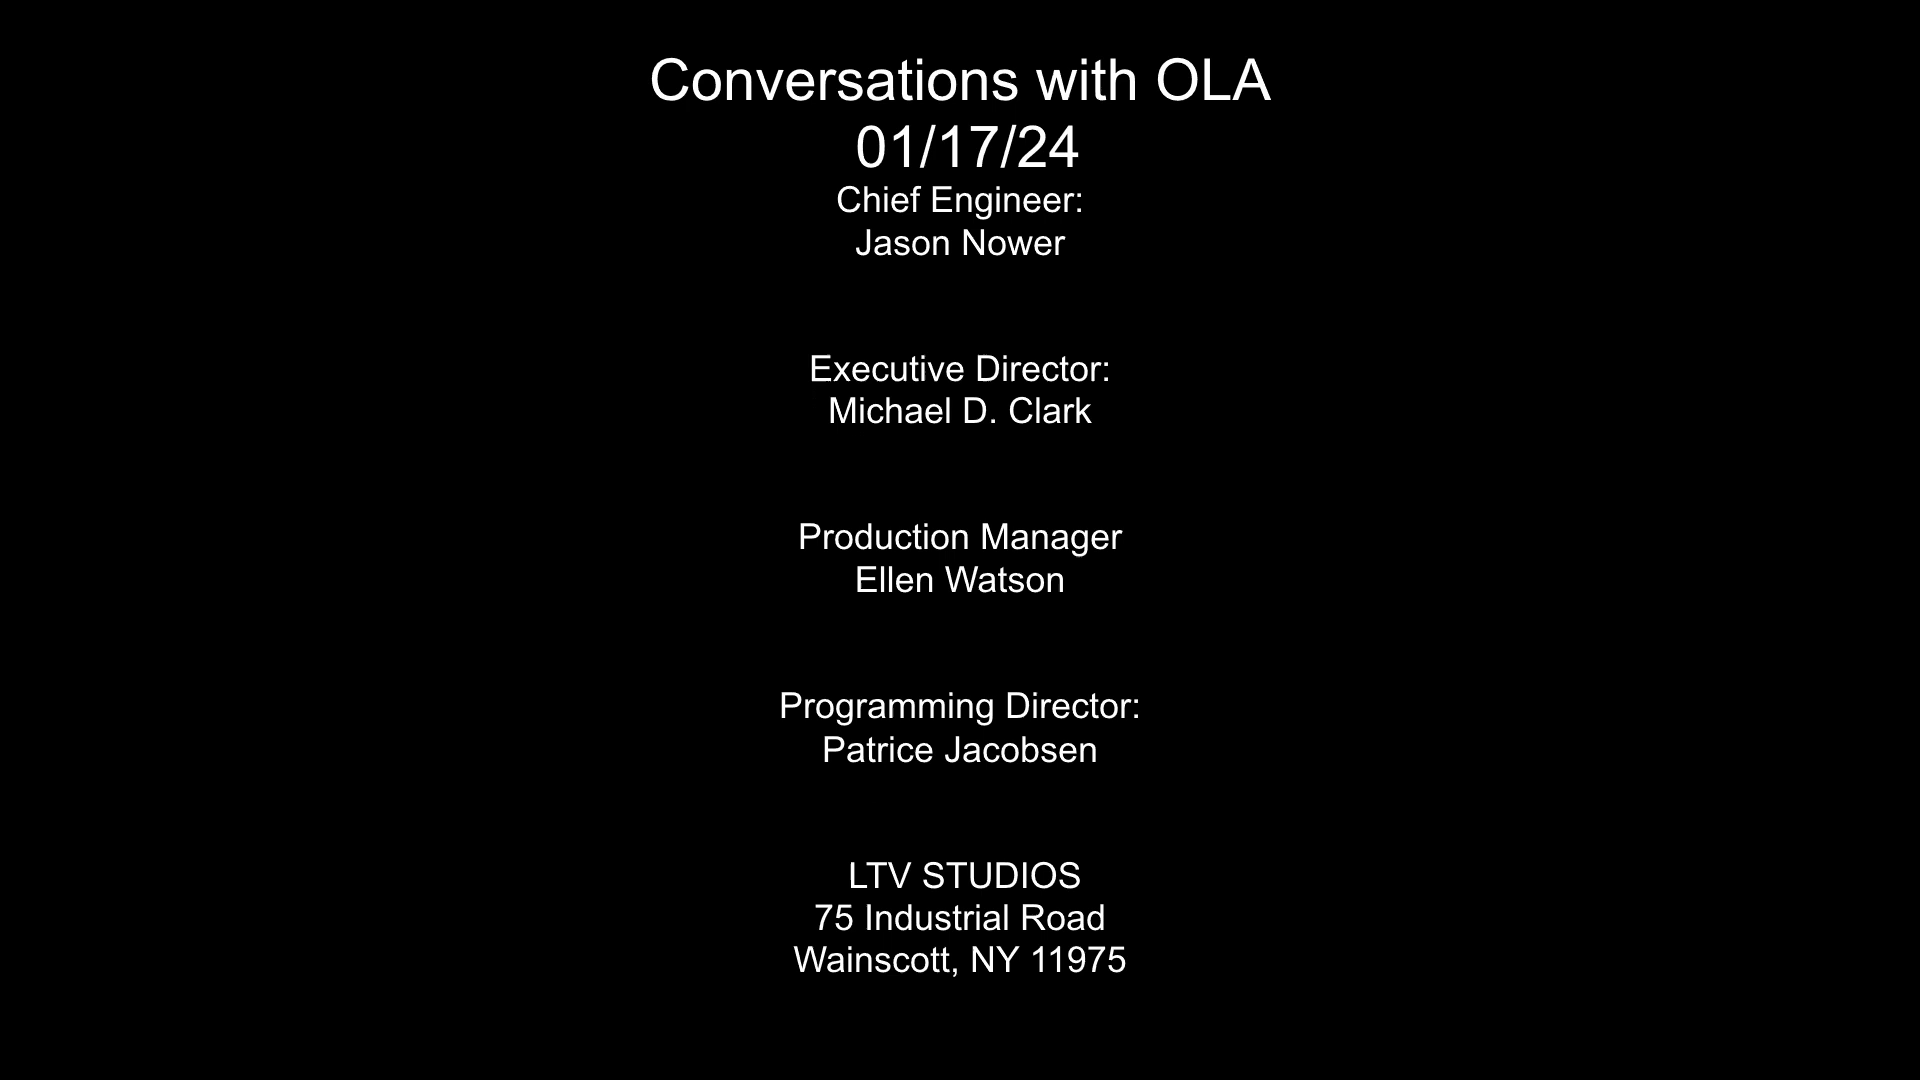 Conversations with OLA
01/17/24
Chief Engineer:
Jason Nower
Executive Director:
Michael D. Clark
Production Manager
Ellen Watson
Programming Director:
Patrice Jacobsen
LTV STUDIOS
75 Industrial Road
Wainscott, NY 11975